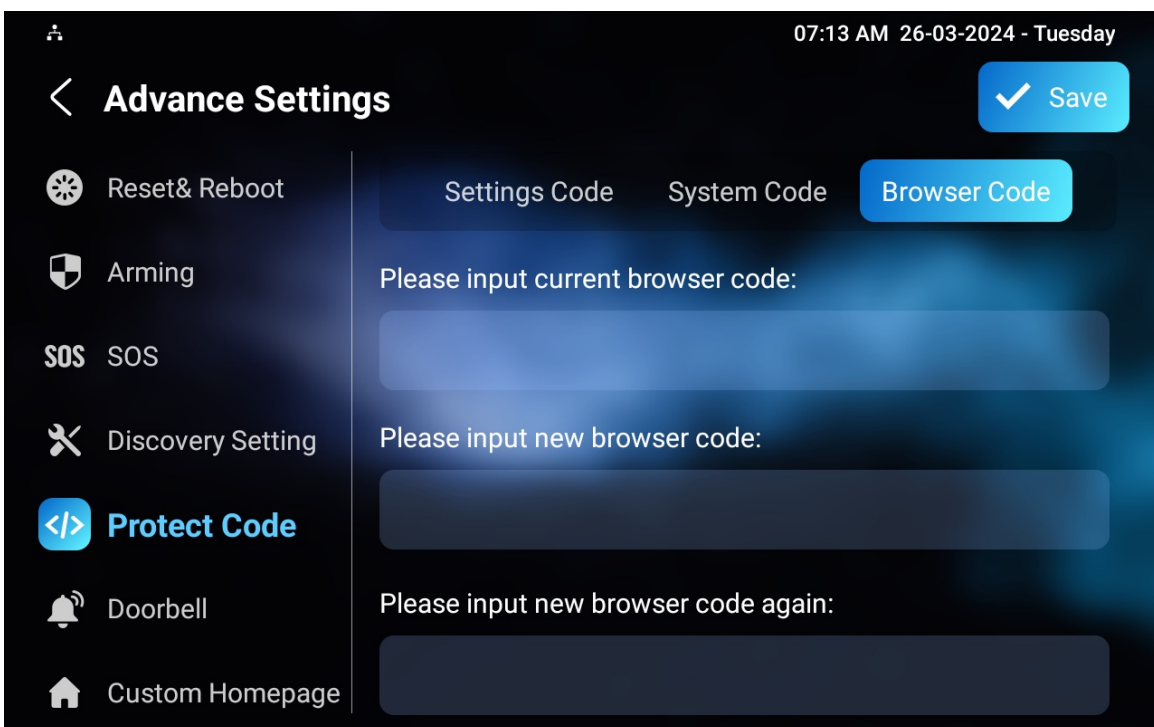 07:13 AM 26-03-2024 - Tuesday
Advance Settings
Save
Reset& Reboot
Arming
SOS SOS
Discovery Setting
</> Protect Code
Doorbell
Custom Homepage
Settings Code System Code Browser Code
Please input current browser code:
Please input new browser code:
Please input new browser code again: